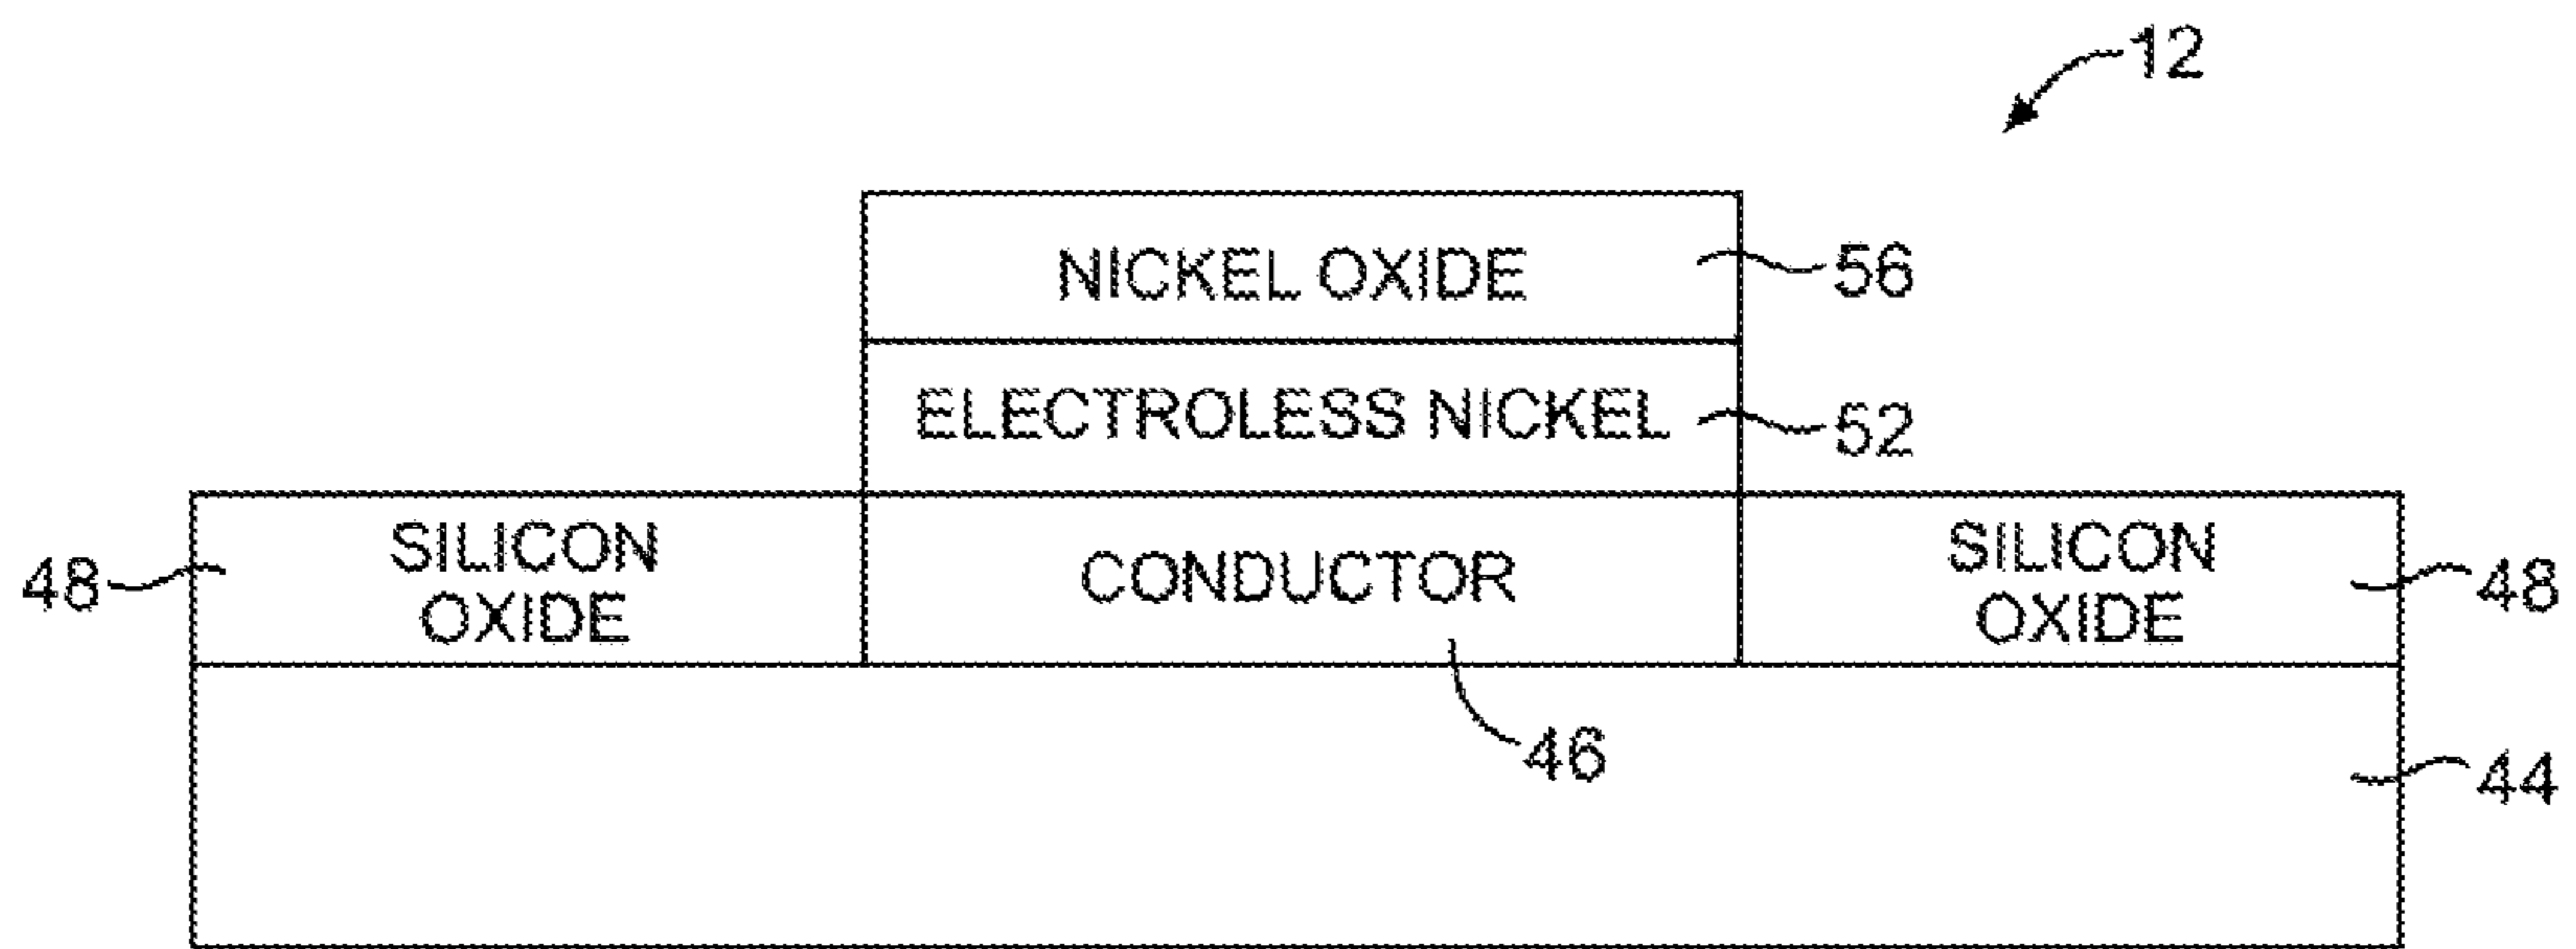 12
NICKEL OXIDE
56
ELECTROLESS NICKEL
52
48
SILICON
OXIDE
CONDUCTOR
SILICON
OXIDE
48
46
44